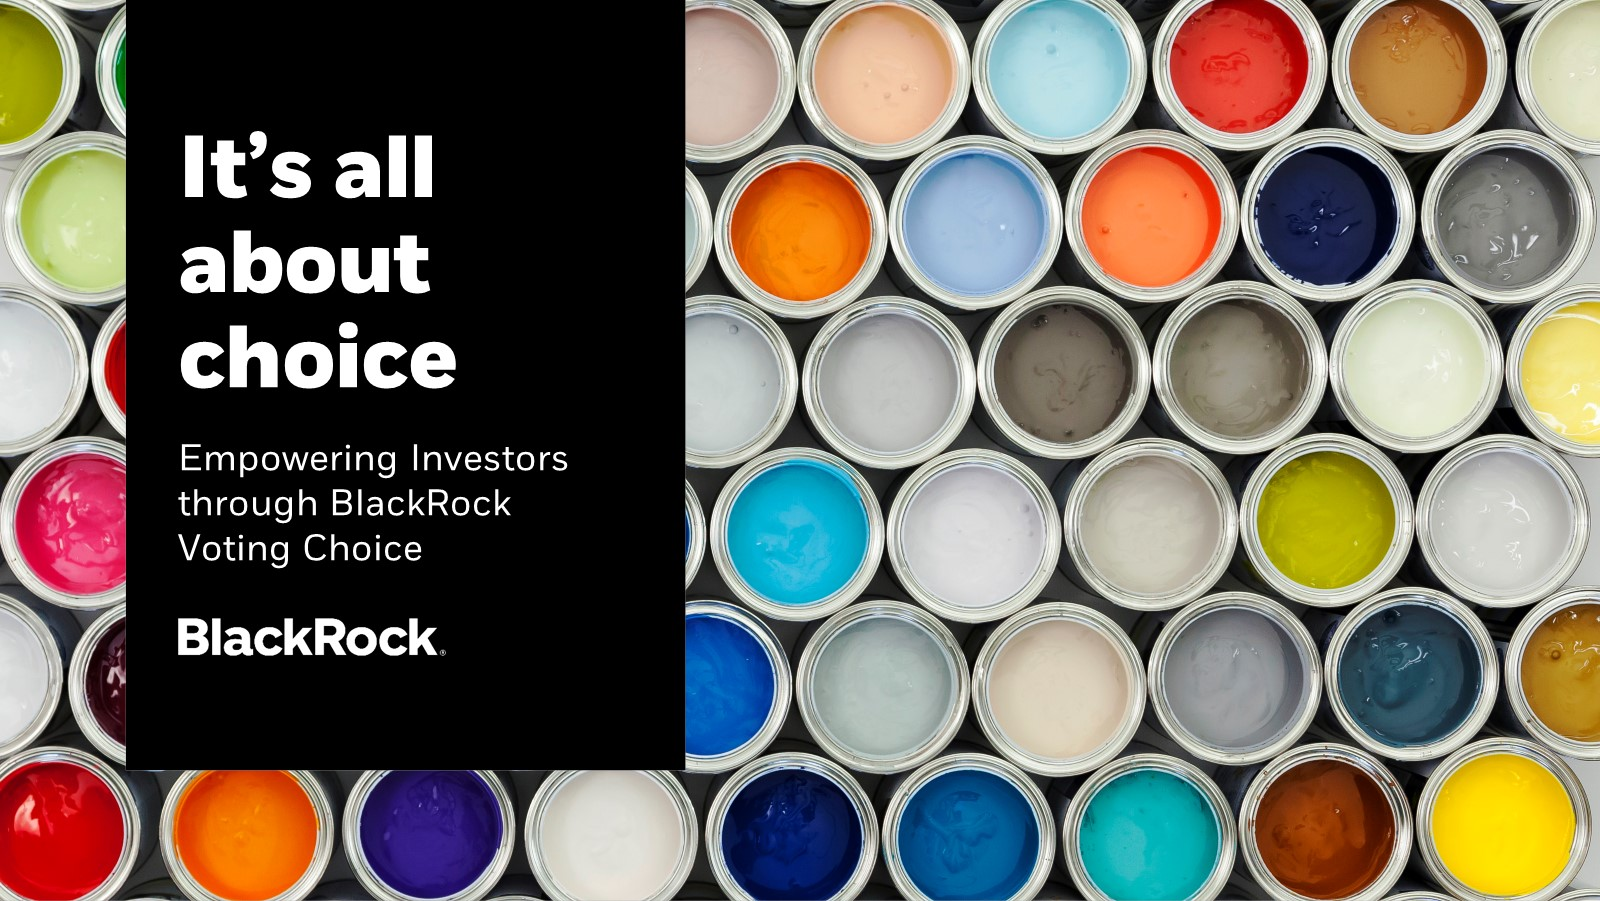 It’s all
about
choice
Empowering Investors
through BlackRock
Voting Choice
BlackRock®